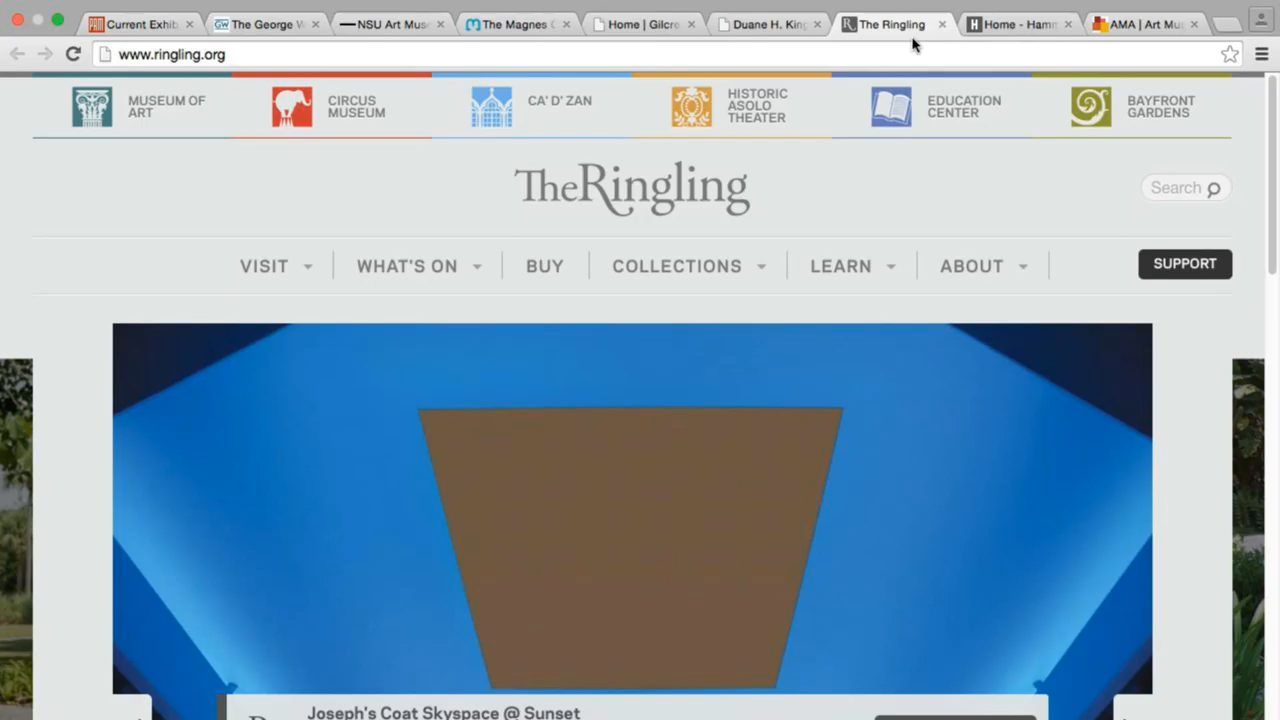 Current Exhib
The George W
NSU Art Mus
The Magnes C
Home | Gilcre
Duane H. King
The Ringling
Home - Hamm
AMA | Art Mu
www.ringling.org
MUSEUM OF
ART
CIRCUS
MUSEUM
CA' D' ZAN
HISTORIC
ASOLO
THEATER
EDUCATION
CENTER
BAYFRONT
GARDENS
TheRingling
Search
VISIT
WHAT'S ON
BUY
COLLECTIONS
LEARN
ABOUT
SUPPORT
Joseph's Coat Skyspace @ Sunset